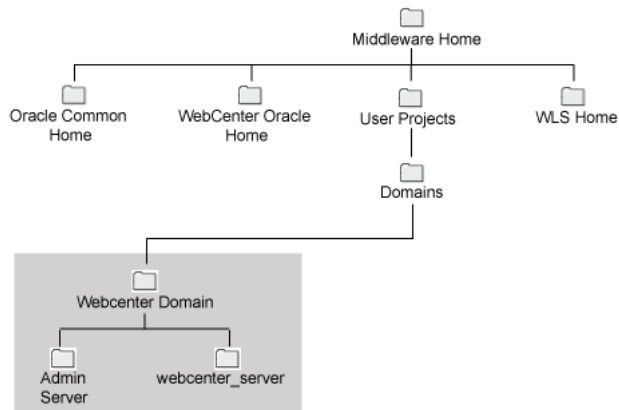 Middleware Home
Oracle Common
Home
WebCenter Oracle
Home
User Projects
WLS Home
Domains
Webcenter Domain
Admin
Server
webcenter_server